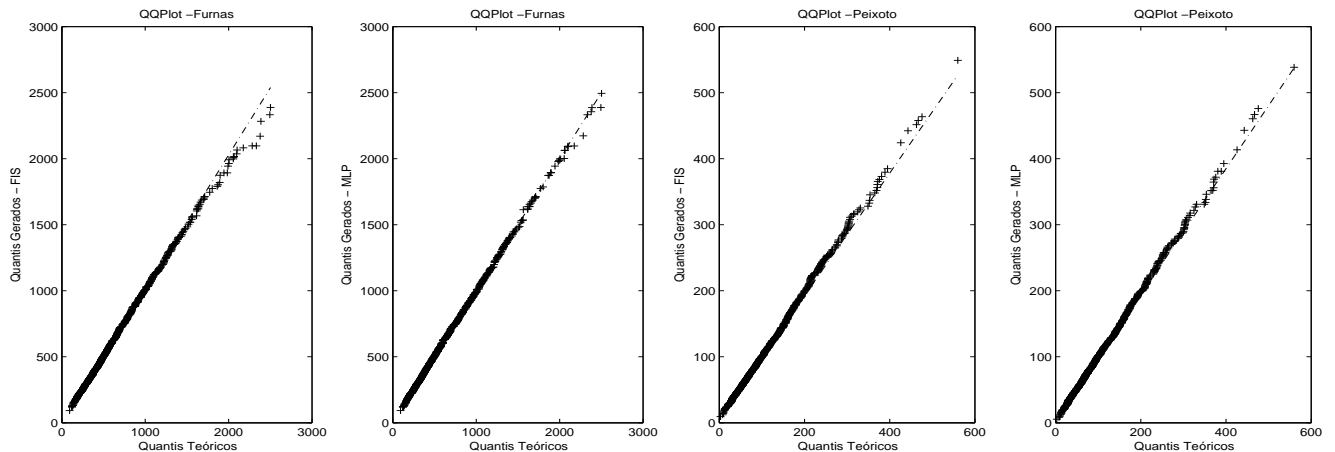 QQPlot –Furnas
3000
2500
2000
1500
1000
500
0
0 1000 2000 3000
Quantis Gerados – FIS
Quantis Teóricos
QQPlot –Furnas
3000
2500
2000
1500
1000
500
0
0 1000 2000 3000
Quantis Gerados – MLP
Quantis Teóricos
QQPlot –Peixoto
600
500
400
300
200
100
0
0 200 400 600
Quantis Gerados – FIS
Quantis Teóricos
QQPlot –Peixoto
600
500
400
300
200
100
0
0 200 400 600
Quantis Gerados – MLP
Quantis Teóricos